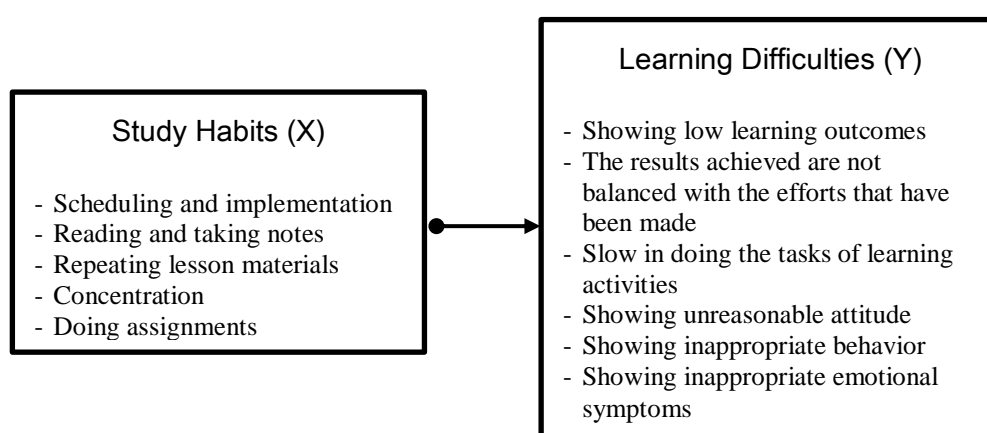 Study Habits (X)
- Scheduling and implementation
- Reading and taking notes
- Repeating lesson materials
- Concentration
- Doing assignments
Learning Difficulties (Y)
- Showing low learning outcomes
- The results achieved are not
balanced with the efforts that have
been made
- Slow in doing the tasks of learning
activities
- Showing unreasonable attitude
- Showing inappropriate behavior
- Showing inappropriate emotional
symptoms